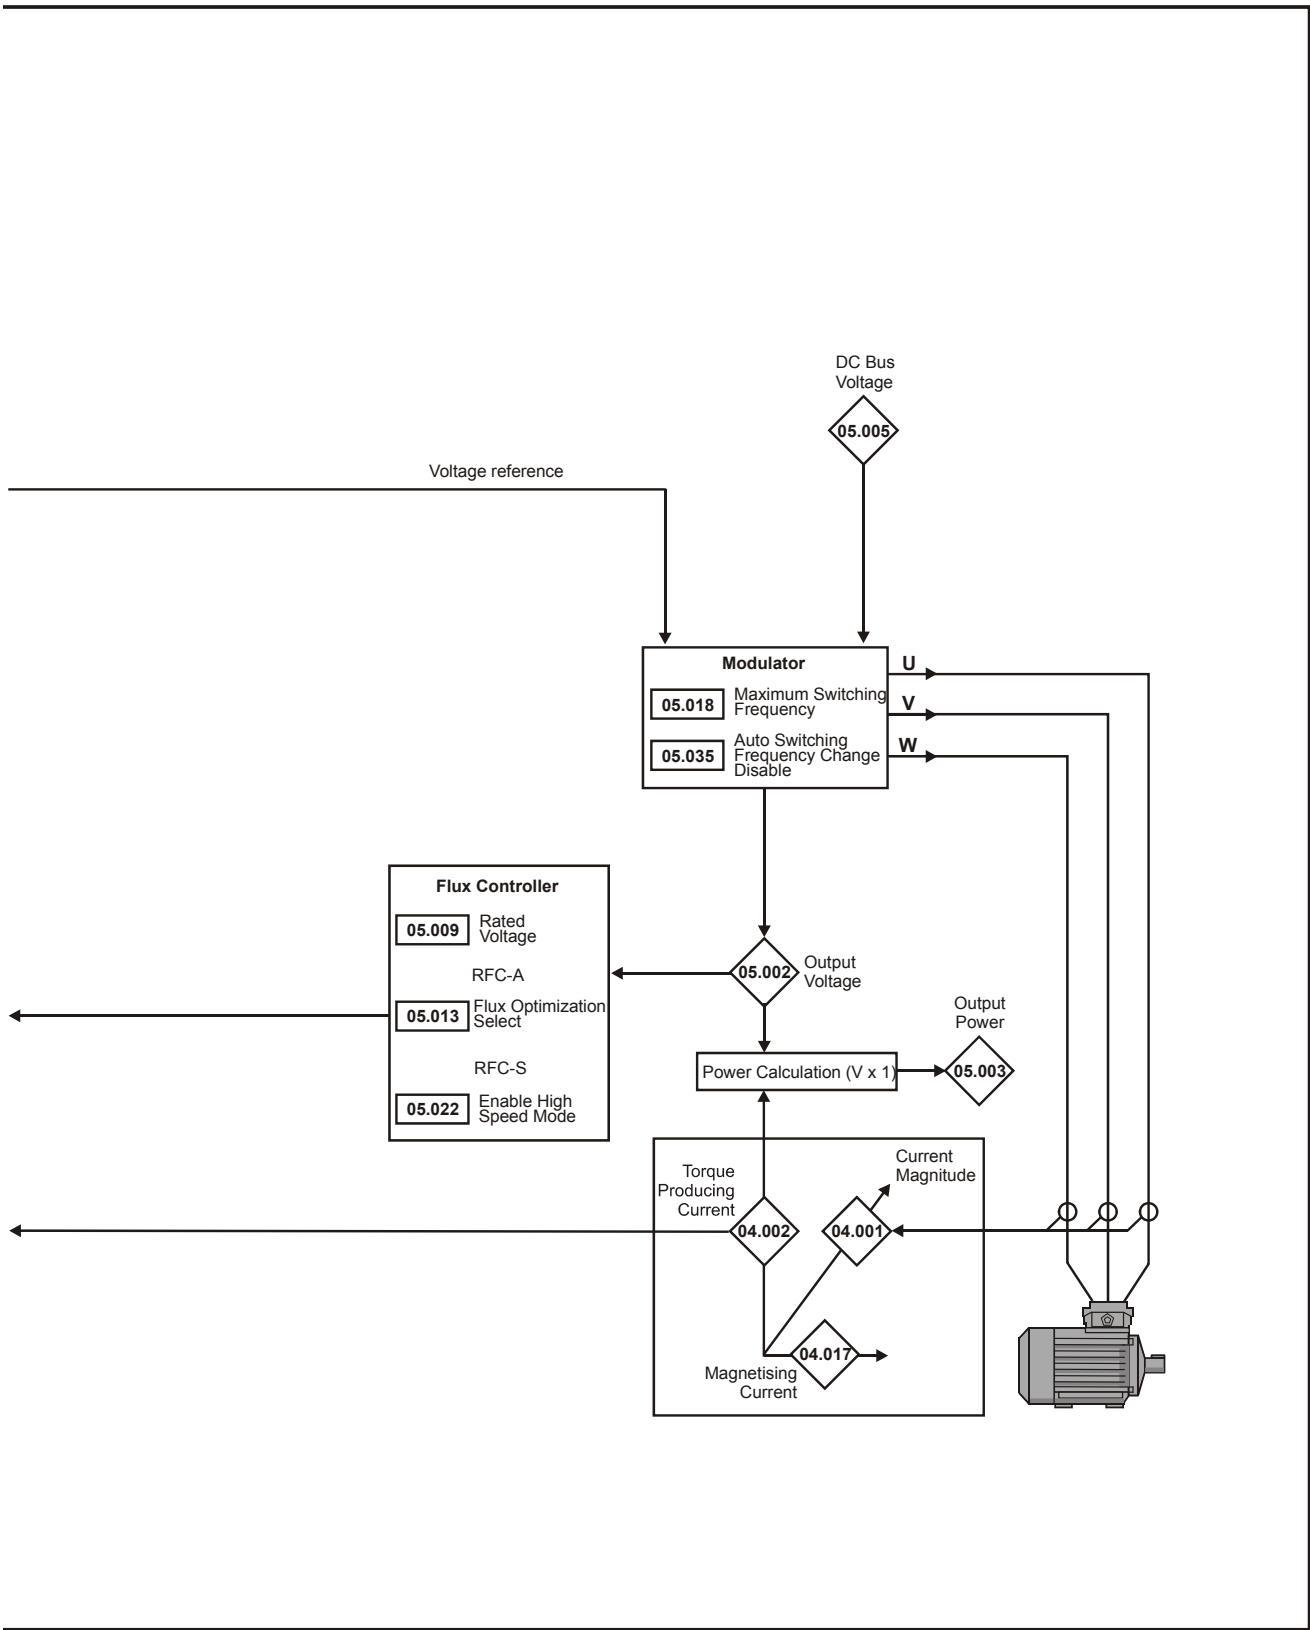 DC Bus
Voltage
05.005
Voltage reference
Modulator
05.018
Maximum Switching
Frequency
05.035
Auto Switching
Frequency Change
Disable
U
V
W
Flux Controller
05.009
Rated
Voltage
RFC-A
05.013
Flux Optimization
Select
RFC-S
05.022
Enable High
Speed Mode
05.002
Output
Voltage
Output
Power
05.003
Power Calculation (V x 1)
Torque
Producing
Current
04.002
Current
Magnitude
04.001
04.017
Magnetising
Current